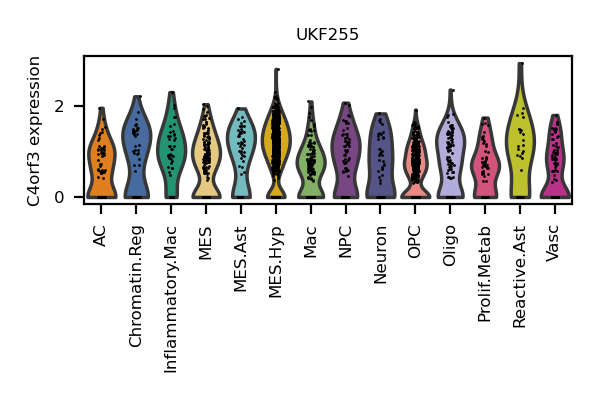 UKF255
C4orf3 expression
2
0
AC
Chromatin.Reg
Inflammatory.Mac
MES
MES.Ast
MES.Hyp
Mac
NPC
Neuron
OPC
Oligo
Prolif.Metab
Reactive.Ast
Vasc